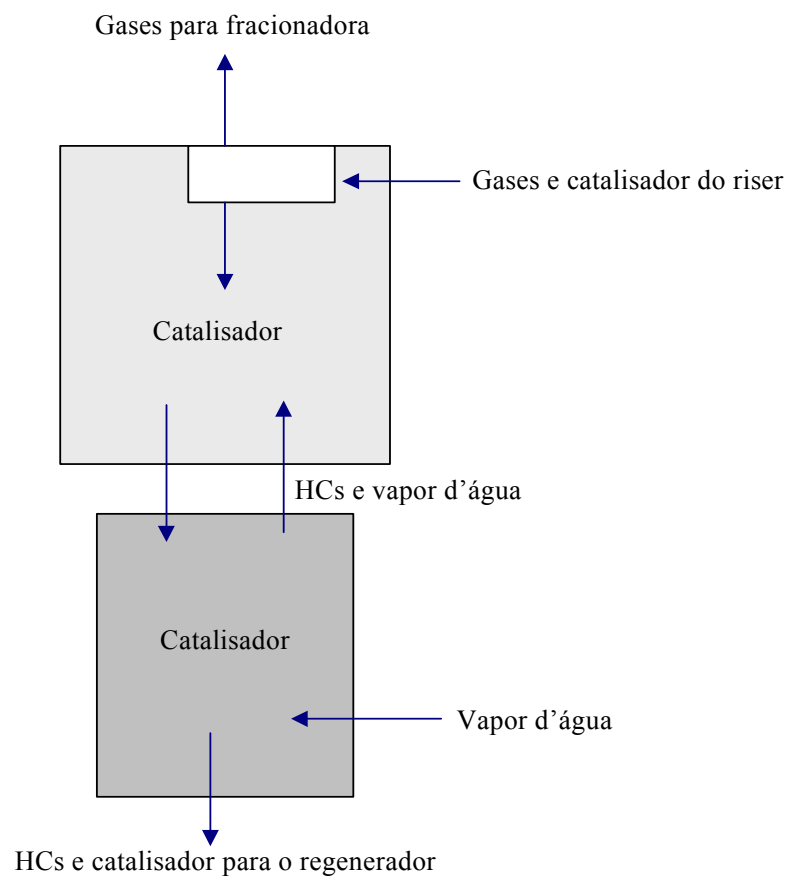 Gases para fracionadora
Gases e catalisador do riser
Catalisador
HCs e vapor d’água
Catalisador
Vapor d’água
HCs e catalisador para o regenerador